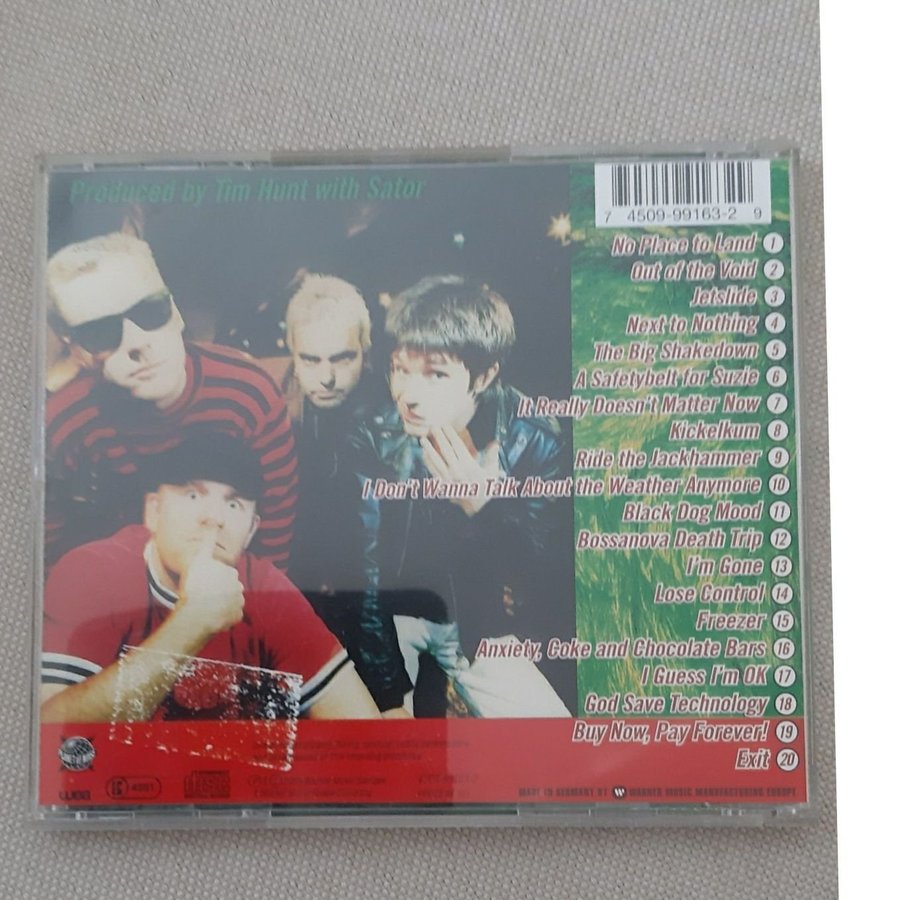 Produced by Tim Hunt with Sator
7 45099-99163-2 9
No Place to Land 1
Out of the Void 2
Jetslide 3
Next to Nothing 4
The Big Shakedown 5
A Safetybelt for Suzie 6
It Really Doesn't Matter Now 7
Kickelkum 8
Ride the Jackhammer 9
I Don't Wanna Talk About the Weather Anymore 10
Black Dog Mood 11
Bossanova Death Trip 12
I'm Gone 13
Lose Control 14
Freezer 15
Anxiety, Coke and Chocolate Bars 16
I Guess I'm OK 17
God Save Technology 18
Buy Now, Pay Forever! 19
Exit 20
wea
MADE IN GERMANY BY WARNER MUSIC MANUFACTURING EUROPE